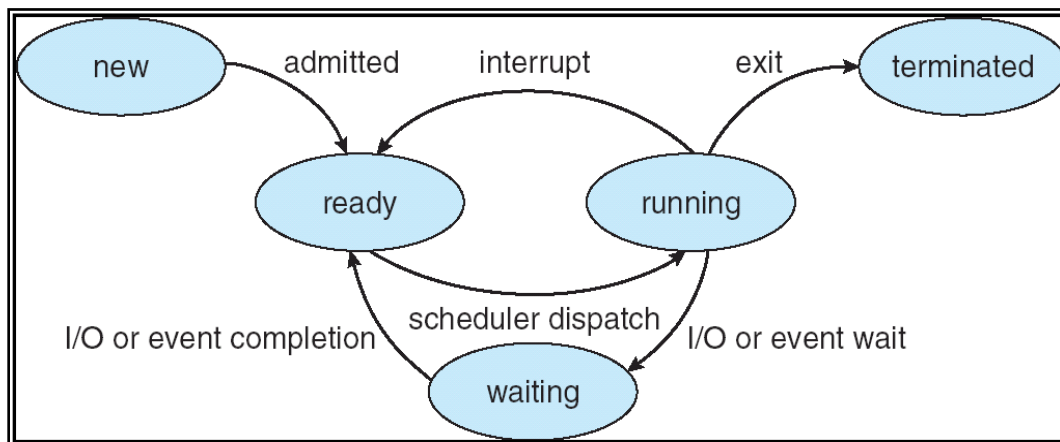 new
admitted
interrupt
exit
terminated
ready
running
scheduler dispatch
I/O or event completion
I/O or event wait
waiting